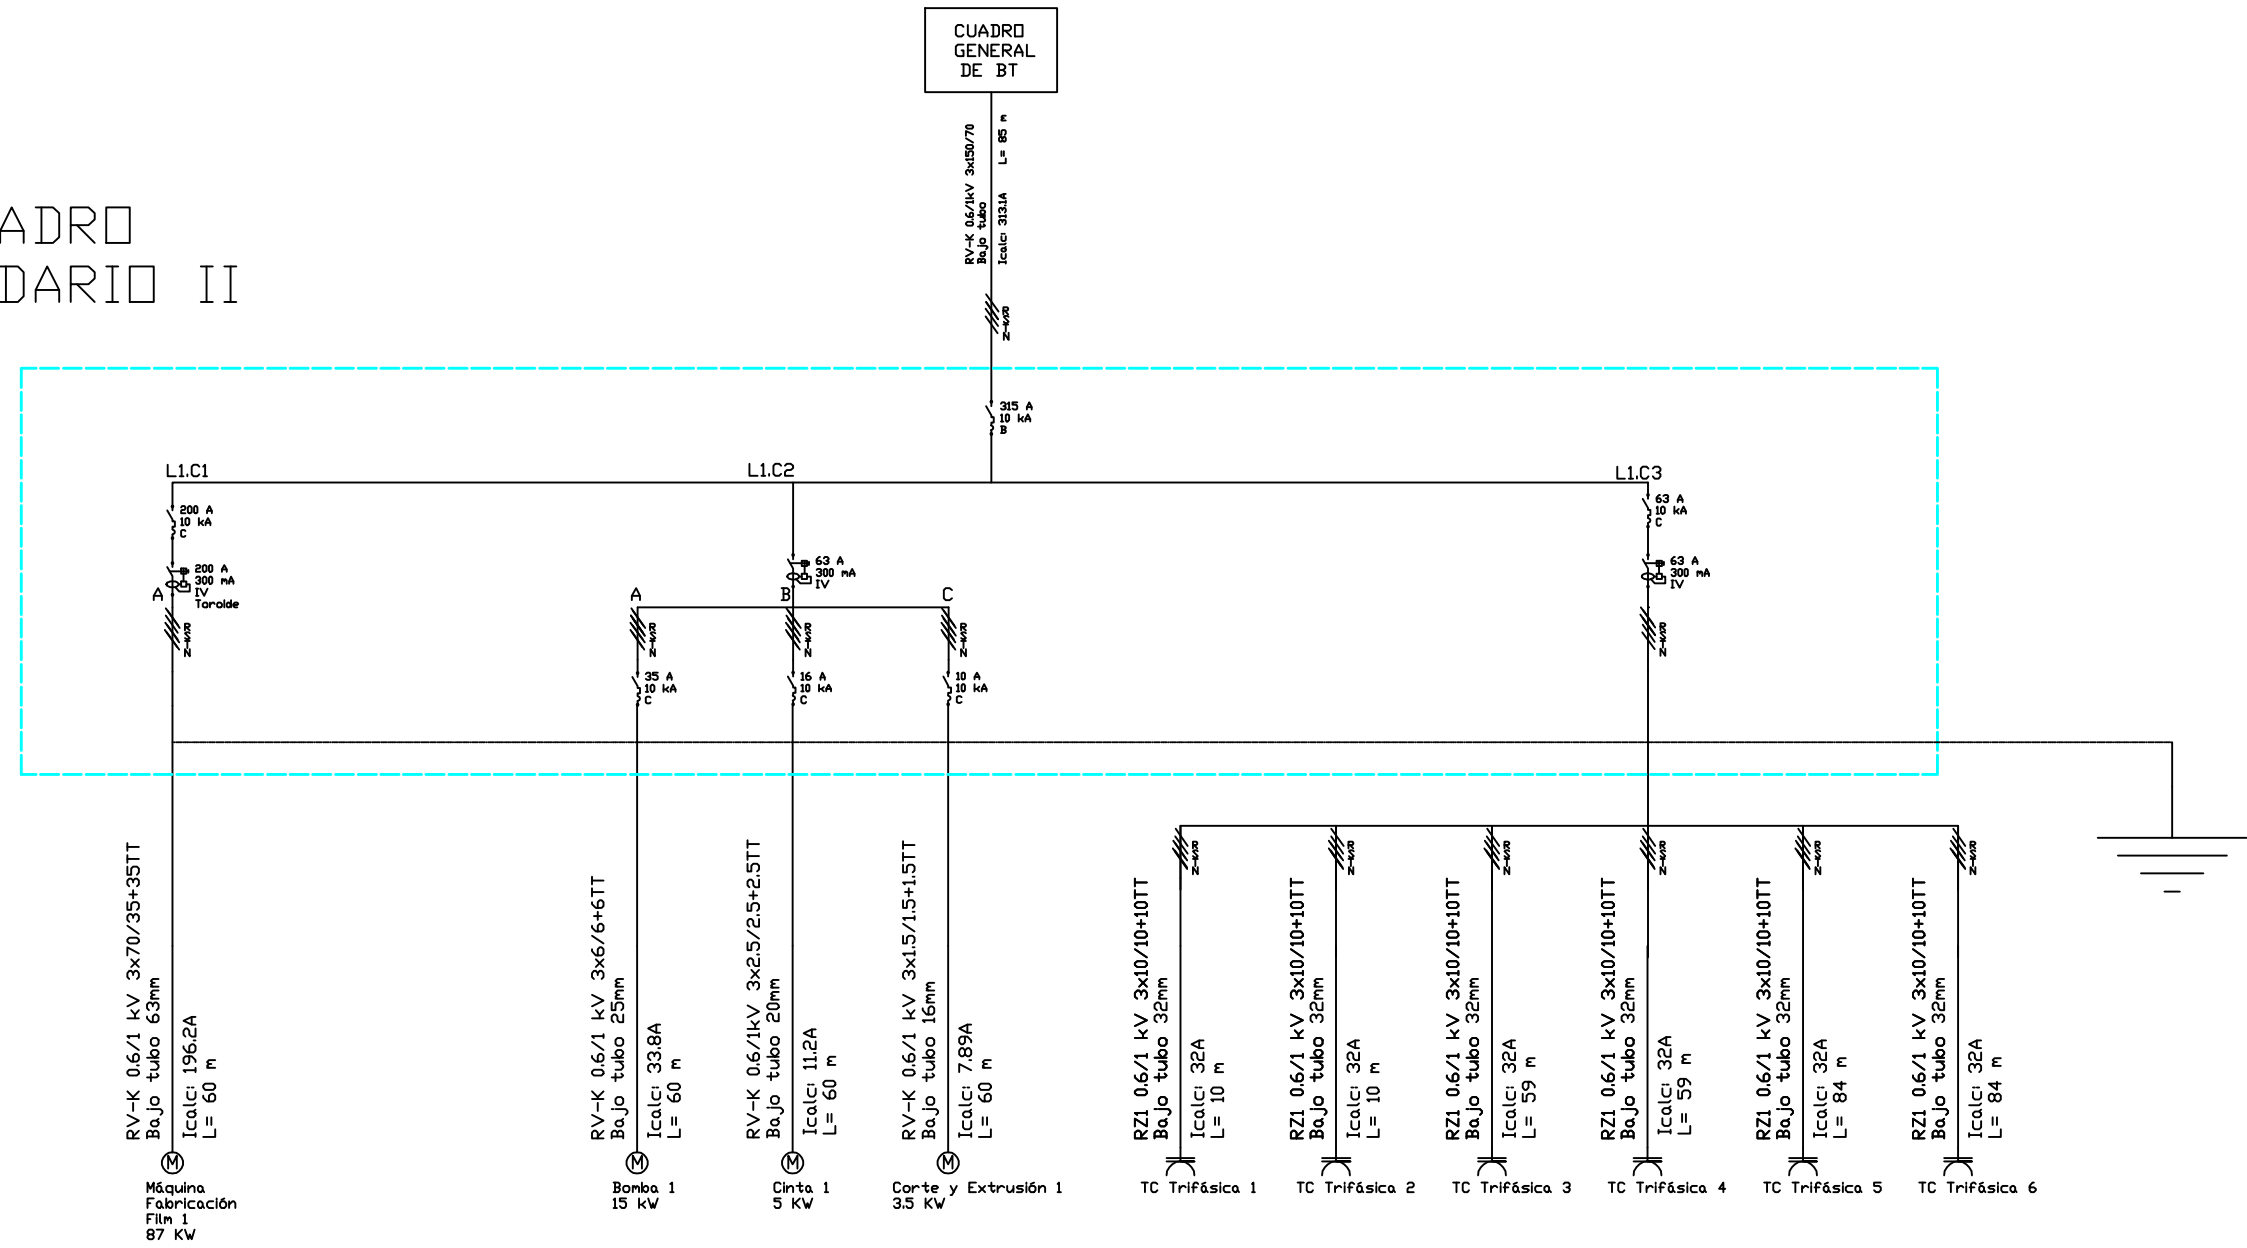 CUADRO
GENERAL
DE BT
RV-K 0.6/1kV 3x150/70
Bajo tubo
Icalc: 313.1A L= 85 m
ADRO
DARIO II
315 A
10 kA
B
L1.C1
L1.C2
L1.C3
200 A
10 kA
C
200 A
300 mA
IV
Toroide
A
63 A
300 mA
IV
A
B
C
35 A
10 kA
C
16 A
10 kA
C
10 A
10 kA
C
63 A
10 kA
C
63 A
300 mA
IV
RV-K 0.6/1 kV 3x70/35+35TT
Bajo tubo 63mm
Icalc: 196.2A
L= 60 m
M
Máquina
Fabricación
Film 1
87 KW
RV-K 0.6/1 kV 3x6/6+6TT
Bajo tubo 25mm
Icalc: 33.8A
L= 60 m
M
Bomba 1
15 kW
RV-K 0.6/1kV 3x2.5/2.5+2.5TT
Bajo tubo 20mm
Icalc: 11.2A
L= 60 m
M
Cinta 1
5 KW
RV-K 0.6/1 kV 3x1.5/1.5+1.5TT
Bajo tubo 16mm
Icalc: 7.89A
L= 60 m
M
Corte y Extrusión 1
3.5 KW
RZ1 0.6/1 kV 3x10/10+10TT
Bajo tubo 32mm
Icalc: 32A
L= 10 m
TC Trifásica 1
RZ1 0.6/1 kV 3x10/10+10TT
Bajo tubo 32mm
Icalc: 32A
L= 10 m
TC Trifásica 2
RZ1 0.6/1 kV 3x10/10+10TT
Bajo tubo 32mm
Icalc: 32A
L= 59 m
TC Trifásica 3
RZ1 0.6/1 kV 3x10/10+10TT
Bajo tubo 32mm
Icalc: 32A
L= 59 m
TC Trifásica 4
RZ1 0.6/1 kV 3x10/10+10TT
Bajo tubo 32mm
Icalc: 32A
L= 84 m
TC Trifásica 5
RZ1 0.6/1 kV 3x10/10+10TT
Bajo tubo 32mm
Icalc: 32A
L= 84 m
TC Trifásica 6